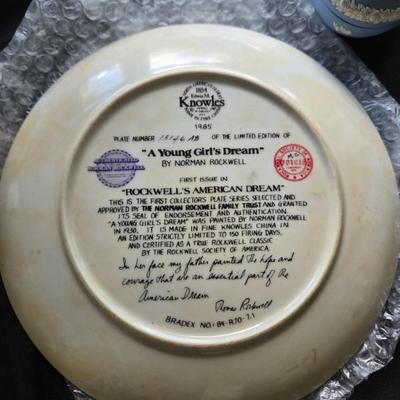 1854
Edwin M.
Knowles
1985
PLATE NUMBER OF THE LIMITED EDITION OF
"A Young Girl's Dream"
BY NORMAN ROCKWELL
FIRST ISSUE IN
"ROCKWELL'S AMERICAN DREAM"
THIS IS THE FIRST COLLECTORS PLATE SERIES SELECTED AND
APPROVED BY THE NORMAN ROCKWELL FAMILY TRUST AND GRANTED
ITS SEAL OF ENDORSEMENT AND AUTHENTICATION.
"A YOUNG GIRL'S DREAM" WAS PAINTED BY NORMAN ROCKWELL
IN 1930. IT IS MADE IN FINE KNOWLES CHINA IN
AN EDITION STRICTLY LIMITED TO 150 FIRING DAYS,
AND CERTIFIED AS A TRUE ROCKWELL CLASSIC
BY THE ROCKWELL SOCIETY OF AMERICA.
In her face my father painted the hope and
courage that are an essential part of the
American Dream
Thomas Rockwell
BRADEX NO.: 84-R70-7.1